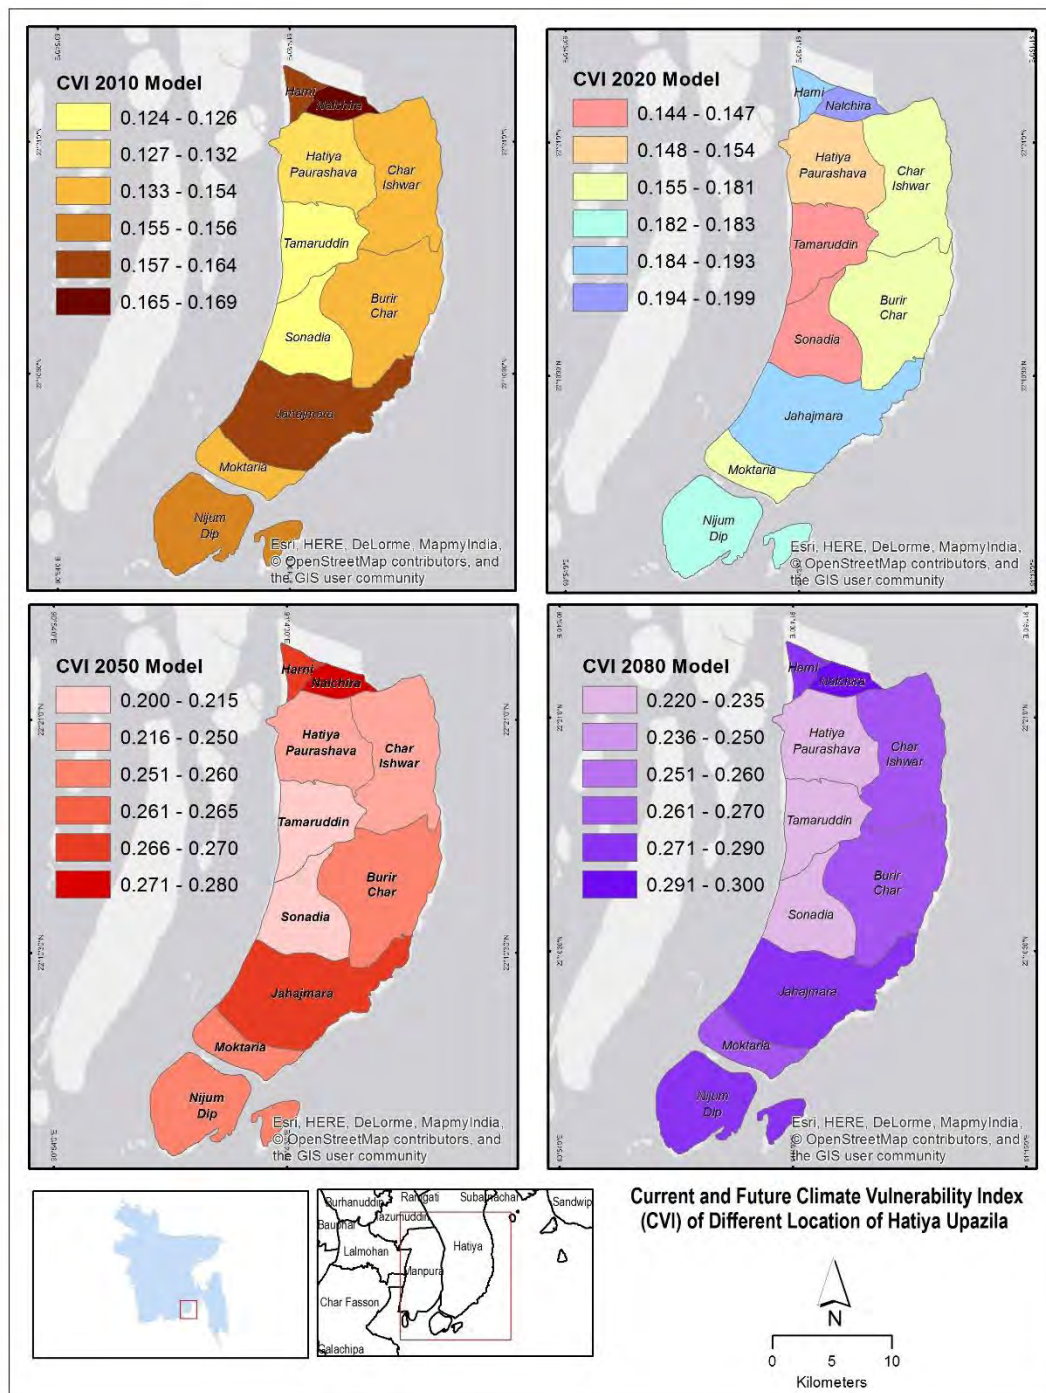 CVI 2010 Model
0.124 - 0.126
0.127 - 0.132
0.133 - 0.154
0.155 - 0.156
0.157 - 0.164
0.165 - 0.169
Harni
Nalchira
Hatiya
Paurashava
Char
Ishwar
Tamaruddin
Burir
Char
Sonadia
Jahajmara
Moktaria
Nijum
Dip
Esri, HERE, DeLorme, MapmyIndia,
© OpenStreetMap contributors, and
the GIS user community
CVI 2020 Model
0.144 - 0.147
0.148 - 0.154
0.155 - 0.181
0.182 - 0.183
0.184 - 0.193
0.194 - 0.199
Harni
Nalchira
Hatiya
Paurashava
Char
Ishwar
Tamaruddin
Burir
Char
Sonadia
Jahajmara
Moktaria
Nijum
Dip
Esri, HERE, DeLorme, MapmyIndia,
© OpenStreetMap contributors, and
the GIS user community
CVI 2050 Model
0.200 - 0.215
0.216 - 0.250
0.251 - 0.260
0.261 - 0.265
0.266 - 0.270
0.271 - 0.280
Harni
Nalchira
Hatiya
Paurashava
Char
Ishwar
Tamaruddin
Burir
Char
Sonadia
Jahajmara
Moktaria
Nijum
Dip
Esri, HERE, DeLorme, MapmyIndia,
© OpenStreetMap contributors, and
the GIS user community
CVI 2080 Model
0.220 - 0.235
0.236 - 0.250
0.251 - 0.260
0.261 - 0.270
0.271 - 0.290
0.291 - 0.300
Harni
Nalchira
Hatiya
Paurashava
Char
Ishwar
Tamaruddin
Burir
Char
Sonadia
Jahajmara
Moktaria
Nijum
Dip
Esri, HERE, DeLorme, MapmyIndia,
© OpenStreetMap contributors, and
the GIS user community
Ramgati
Sandwip
Lalmohan
Hatiya
Manpura
Char Fasson
Galachipa
Current and Future Climate Vulnerability Index
(CVI) of Different Location of Hatiya Upazila
N
0 5 10
Kilometers